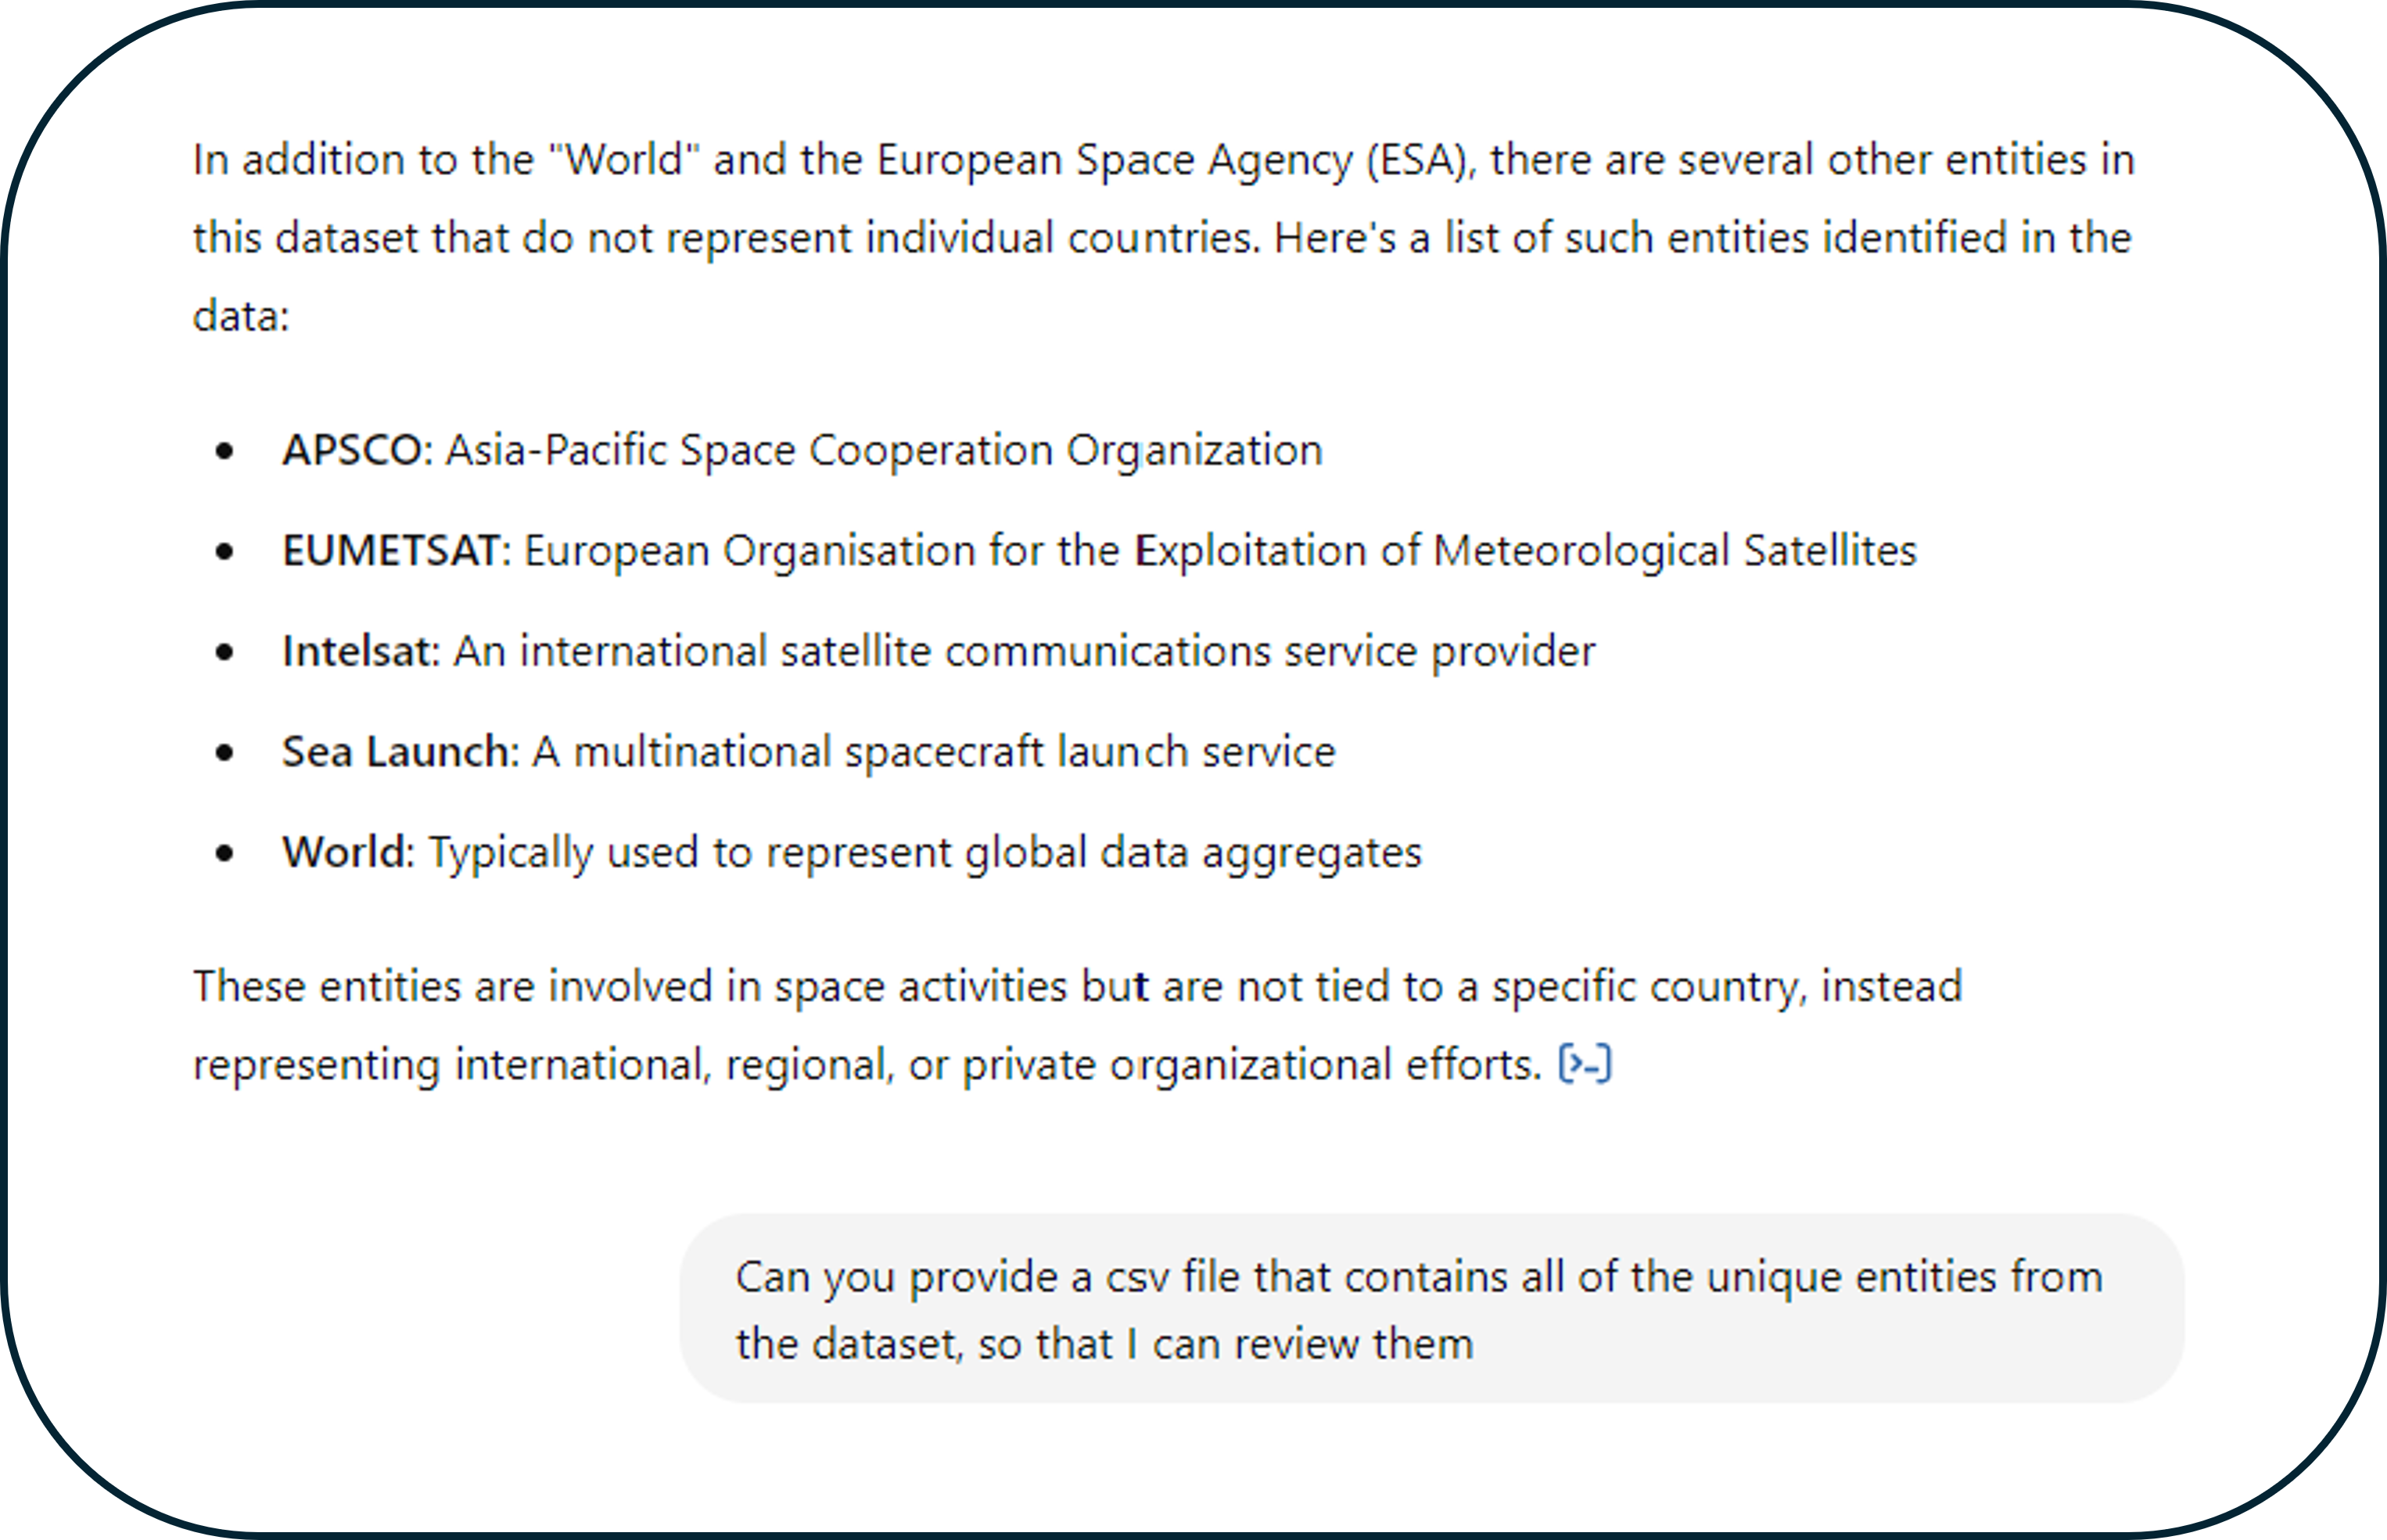 In addition to the "World" and the European Space Agency (ESA), there are several other entities in
this dataset that do not represent individual countries. Here's a list of such entities identified in the
data:
• APSCO: Asia-Pacific Space Cooperation Organization
• EUMETSAT: European Organisation for the Exploitation of Meteorological Satellites
• Intelsat: An international satellite communications service provider
• Sea Launch: A multinational spacecraft launch service
• World: Typically used to represent global data aggregates
These entities are involved in space activities but are not tied to a specific country, instead
representing international, regional, or private organizational efforts. [>-]
Can you provide a csv file that contains all of the unique entities from
the dataset, so that I can review them